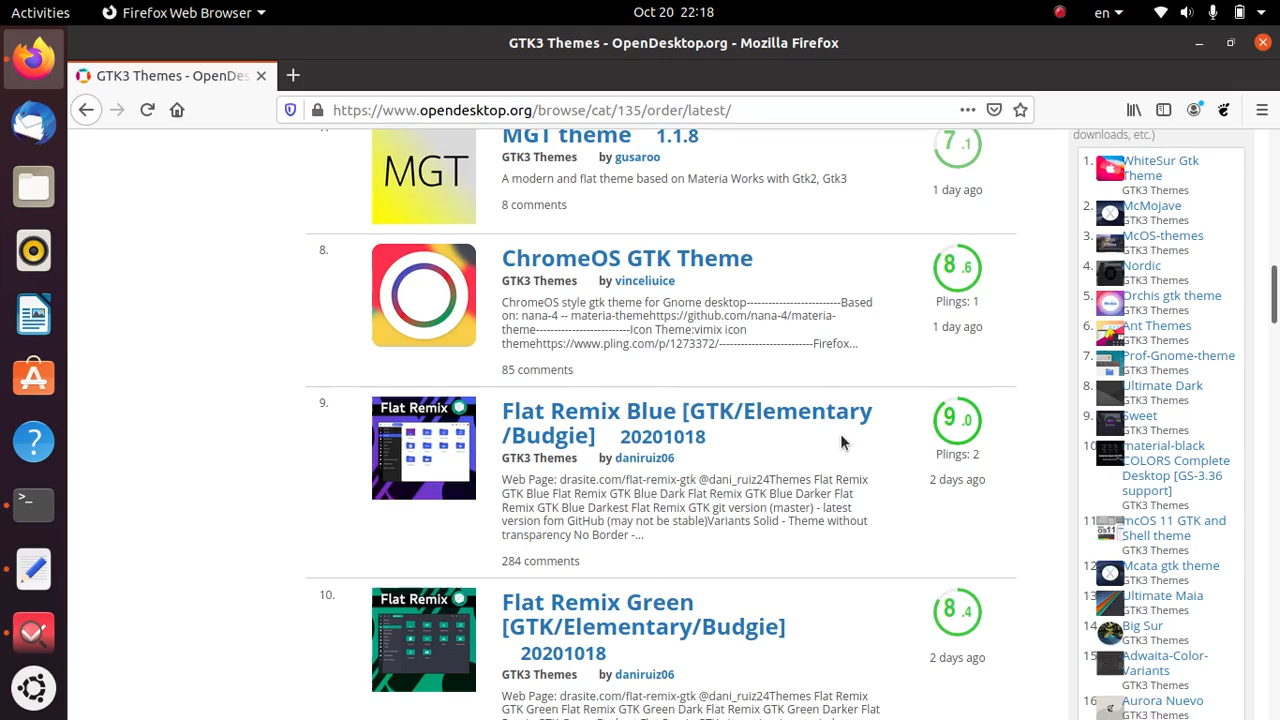 Activities
Firefox Web Browser
Oct 20 22:18
en
GTK3 Themes - OpenDesktop.org - Mozilla Firefox
GTK3 Themes - OpenDes
https://www.opendesktop.org/browse/cat/135/order/latest/
MGT
MGT theme 1.1.8
GTK3 Themes by gusaroo
A modern and flat theme based on Materia Works with Gtk2, Gtk3
8 comments
7.1
1 day ago
8.
ChromeOS GTK Theme
GTK3 Themes by vinceliuice
ChromeOS style gtk theme for Gnome desktop-------------------------Based
on: nana-4 -- materia-themehttps://github.com/nana-4/materia-
theme-------------------------Icon Theme:vimix icon
themehttps://www.pling.com/p/1273372/-------------------------Firefox...
85 comments
8.6
Plings: 1
1 day ago
9.
Flat Remix
Flat Remix Blue [GTK/Elementary
/Budgie] 20201018
GTK3 Themes by daniruiz06
Web Page: drasite.com/flat-remix-gtk @dani_ruiz24Themes Flat Remix
GTK Blue Flat Remix GTK Blue Dark Flat Remix GTK Blue Darker Flat
Remix GTK Blue Darkest Flat Remix GTK git version (master) - latest
version fom GitHub (may not be stable)Variants Solid - Theme without
transparency No Border -...
284 comments
9.0
Plings: 2
2 days ago
10.
Flat Remix
Flat Remix Green
[GTK/Elementary/Budgie]
20201018
GTK3 Themes by daniruiz06
Web Page: drasite.com/flat-remix-gtk @dani_ruiz24Themes Flat Remix
GTK Green Flat Remix GTK Green Dark Flat Remix GTK Green Darker Flat
8.4
2 days ago
downloads, etc.)
1. WhiteSur Gtk
Theme
GTK3 Themes
2. McMojave
GTK3 Themes
3. McOS-themes
GTK3 Themes
4. Nordic
GTK3 Themes
5. Orchis gtk theme
GTK3 Themes
6. Ant Themes
GTK3 Themes
7. Prof-Gnome-theme
GTK3 Themes
8. Ultimate Dark
GTK3 Themes
9. Sweet
GTK3 Themes
10. material-black
COLORS Complete
Desktop [GS-3.36
support]
GTK3 Themes
11. mcOS 11 GTK and
Shell theme
GTK3 Themes
12. Mcata gtk theme
GTK3 Themes
13. Ultimate Maia
GTK3 Themes
14. Big Sur
GTK3 Themes
15. Adwaita-Color-
Variants
GTK3 Themes
16. Aurora Nuevo
GTK3 Themes